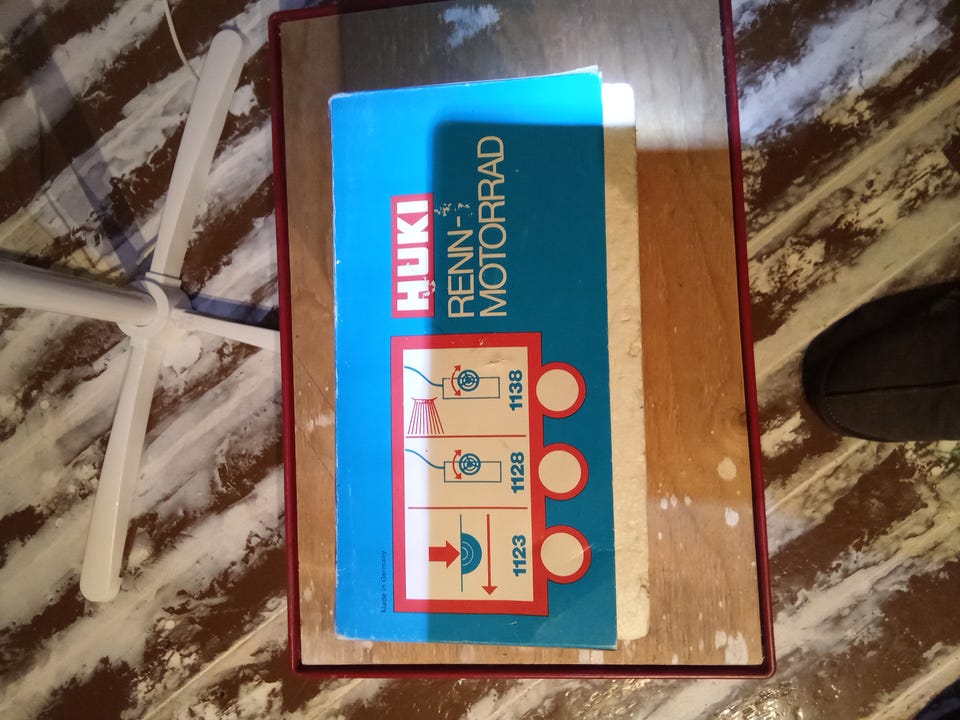 HUKI
RENN-
MOTORRAD
1123
1128
1138
Made in Germany